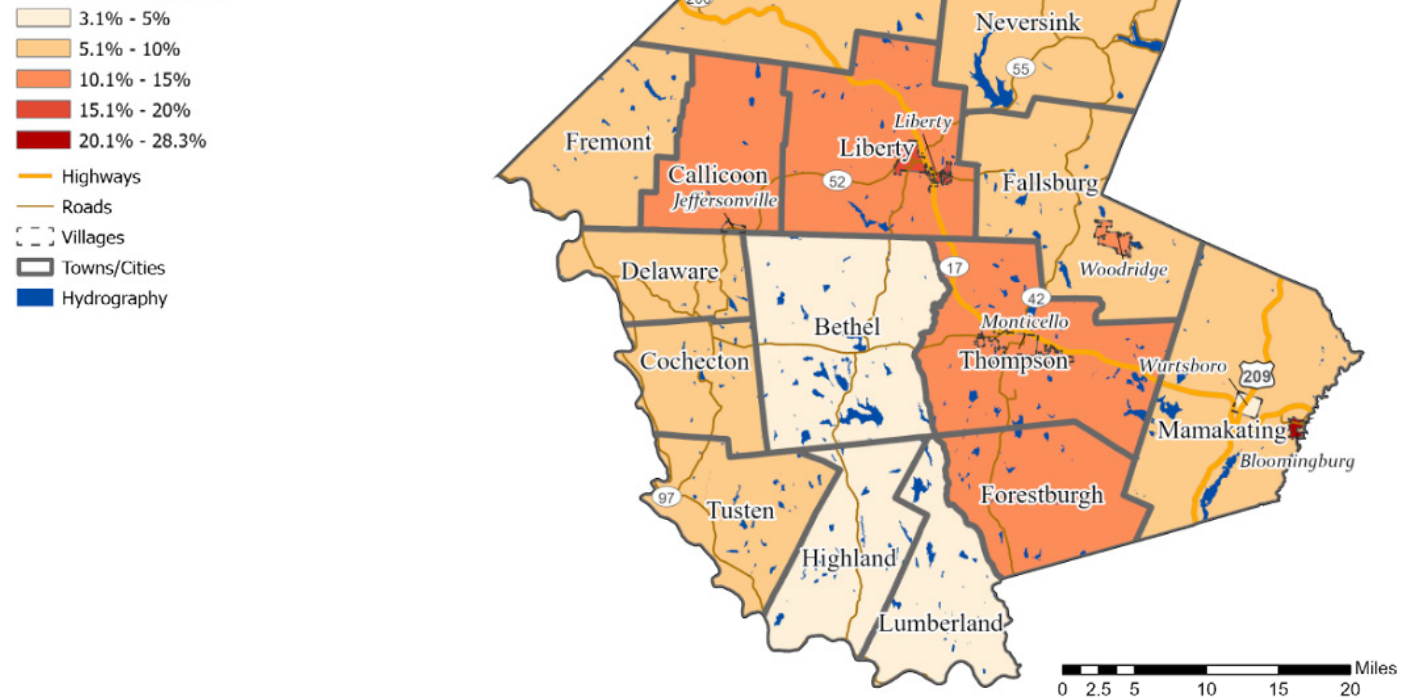 3.1% - 5%
5.1% - 10%
10.1% - 15%
15.1% - 20%
20.1% - 28.3%
Highways
Roads
Villages
Towns/Cities
Hydrography
Neversink
55
Fremont
Liberty
Liberty
Callicoon
52
Fallsburg
Jeffersonville
Woodridge
Delaware
17
42
Bethel
Monticello
Cochecton
Thompson
Wurtsboro
209
Mamakating
Bloomingburg
97
Tusten
Forestburgh
Highland
Lumberland
Miles
0 2.5 5 10 15 20